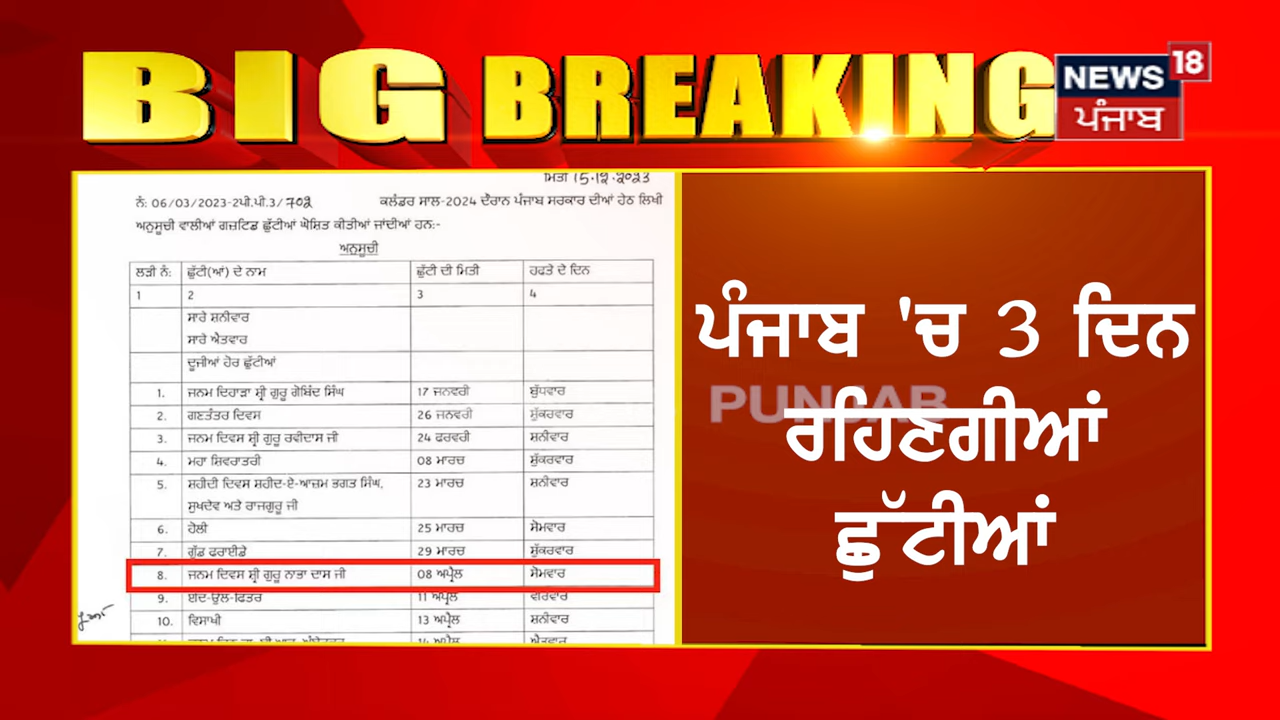 BIG BREAKING
NEWS 18
ਪੰਜਾਬ
ਮਿਤੀ 15.12.2023
ਨੰ: 06/03/2023-2ਪੀ.ਪੀ.3/702 ਕਲੰਡਰ ਸਾਲ-2024 ਦੌਰਾਨ ਪੰਜਾਬ ਸਰਕਾਰ ਦੀਆਂ ਹੇਠ ਲਿਖੀ
ਅਨੁਸੂਚੀ ਵਾਲੀਆਂ ਗਜ਼ਟਿਡ ਛੁੱਟੀਆਂ ਘੋਸ਼ਿਤ ਕੀਤੀਆਂ ਜਾਂਦੀਆਂ ਹਨ:-
ਅਨੁਸੂਚੀ
ਲੜੀ ਨੰ: ਛੁੱਟੀ(ਆਂ) ਦੇ ਨਾਮ ਛੁੱਟੀ ਦੀ ਮਿਤੀ ਹਫਤੇ ਦੇ ਦਿਨ
1 2 3 4
ਸਾਰੇ ਸ਼ਨੀਵਾਰ
ਸਾਰੇ ਐਤਵਾਰ
ਦੂਜੀਆਂ ਹੋਰ ਛੁੱਟੀਆਂ
1. ਜਨਮ ਦਿਹਾੜਾ ਸ਼੍ਰੀ ਗੁਰੂ ਗੋਬਿੰਦ ਸਿੰਘ 17 ਜਨਵਰੀ ਬੁੱਧਵਾਰ
2. ਗਣਤੰਤਰ ਦਿਵਸ 26 ਜਨਵਰੀ ਸ਼ੁੱਕਰਵਾਰ
3. ਜਨਮ ਦਿਵਸ ਸ਼੍ਰੀ ਗੁਰੂ ਰਵੀਦਾਸ ਜੀ 24 ਫਰਵਰੀ ਸ਼ਨੀਵਾਰ
4. ਮਹਾ ਸ਼ਿਵਰਾਤਰੀ 08 ਮਾਰਚ ਸ਼ੁੱਕਰਵਾਰ
5. ਸ਼ਹੀਦੀ ਦਿਵਸ ਸ਼ਹੀਦ-ਏ-ਆਜ਼ਮ ਭਗਤ ਸਿੰਘ, 23 ਮਾਰਚ ਸ਼ਨੀਵਾਰ
ਸੁਖਦੇਵ ਅਤੇ ਰਾਜਗੁਰੂ ਜੀ
6. ਹੋਲੀ 25 ਮਾਰਚ ਸੋਮਵਾਰ
7. ਗੁੱਡ ਫਰਾਈਡੇ 29 ਮਾਰਚ ਸ਼ੁੱਕਰਵਾਰ
8. ਜਨਮ ਦਿਵਸ ਸ਼੍ਰੀ ਗੁਰੂ ਨਾਭਾ ਦਾਸ ਜੀ 08 ਅਪ੍ਰੈਲ ਸੋਮਵਾਰ
9. ਈਦ-ਉਲ-ਫਿਤਰ 11 ਅਪ੍ਰੈਲ ਵੀਰਵਾਰ
10. ਵਿਸਾਖੀ 13 ਅਪ੍ਰੈਲ ਸ਼ਨੀਵਾਰ
14 ਅਪ੍ਰੈਲ ਐਤਵਾਰ
ਪੰਜਾਬ 'ਚ 3 ਦਿਨ
PUNJAB
ਰਹਿਣਗੀਆਂ
ਛੁੱਟੀਆਂ